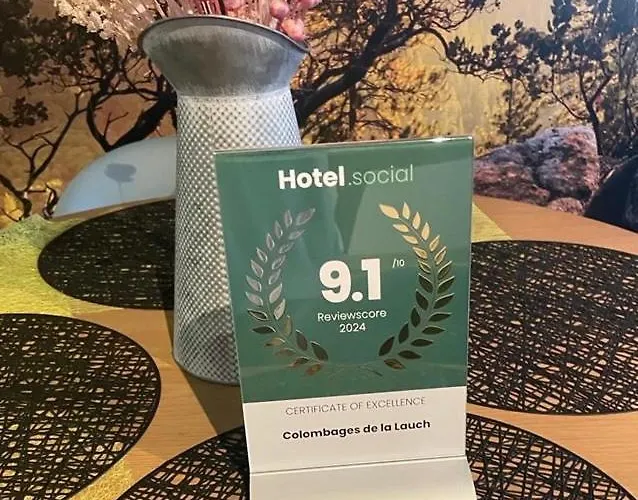 Hotel.social
9.1 /10
Reviewscore
2024
CERTIFICATE OF EXCELLENCE
Colombages de la Lauch